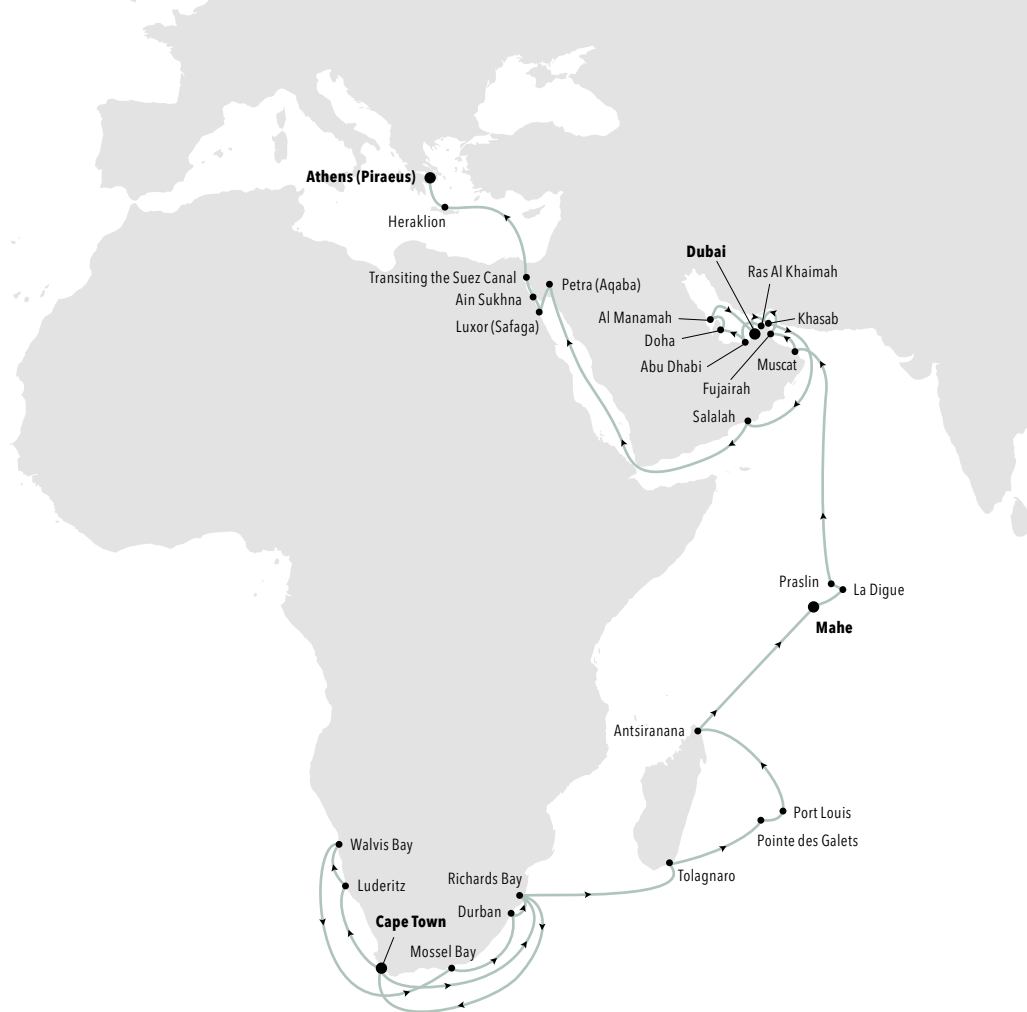 Athens (Piraeus)
Heraklion
Dubai
Ras Al Khaimah
Transiting the Suez Canal
Petra (Aqaba)
Ain Sukhna
Luxor (Safaga)
Al Manamah
Khasab
Doha
Abu Dhabi
Muscat
Fujairah
Salalah
Praslin
La Digue
Mahe
Antsiranana
Port Louis
Pointe des Galets
Walvis Bay
Tolagnaro
Richards Bay
Luderitz
Durban
Cape Town
Mossel Bay